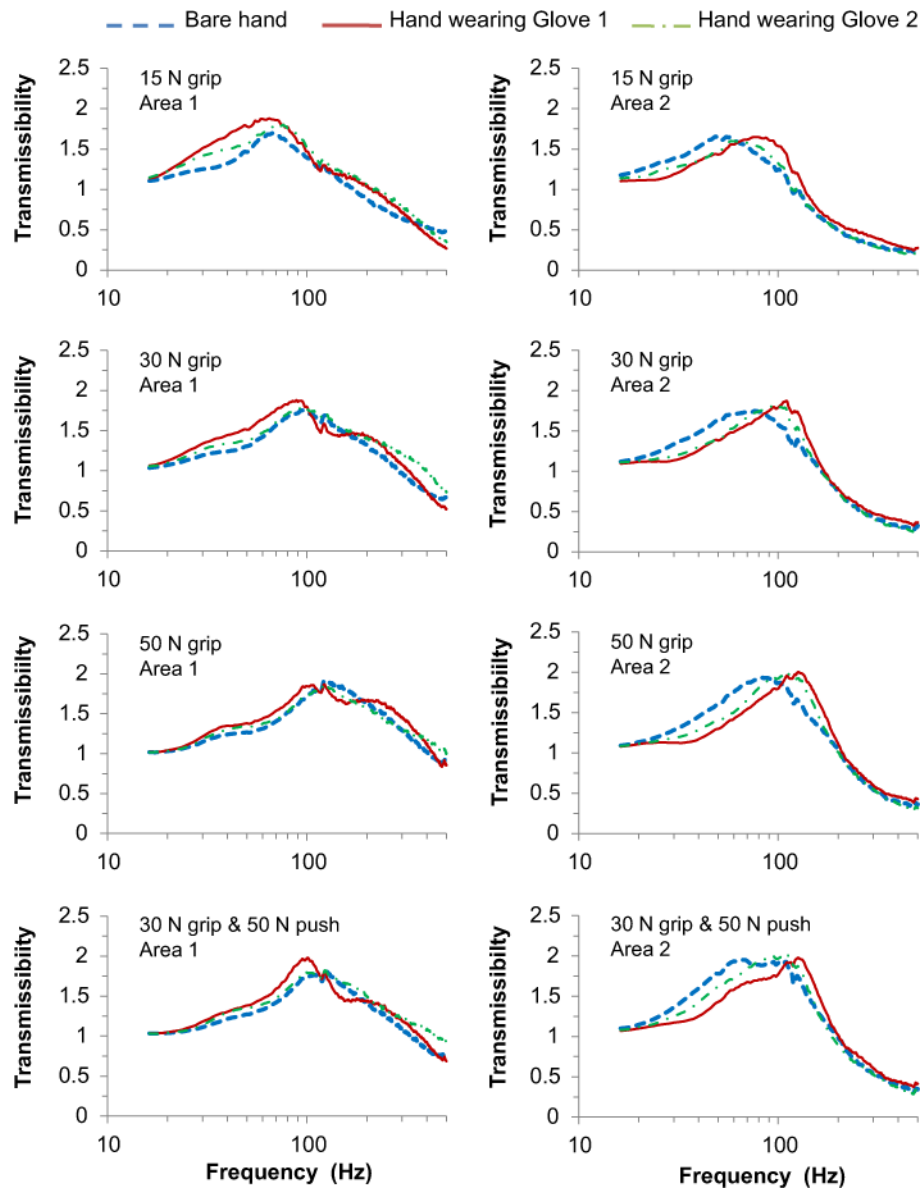 Bare hand Hand wearing Glove 1 Hand wearing Glove 2
Transmissibility
2.5
2
1.5
1
0.5
0
15 N grip
Area 1
10 100
Transmissibility
2.5
2
1.5
1
0.5
0
15 N grip
Area 2
10 100
Transmissibility
2.5
2
1.5
1
0.5
0
30 N grip
Area 1
10 100
Transmissibility
2.5
2
1.5
1
0.5
0
30 N grip
Area 2
10 100
Transmissibiilty
2.5
2
1.5
1
0.5
0
50 N grip
Area 1
10 100
Transmissibility
2.5
2
1.5
1
0.5
0
50 N grip
Area 2
10 100
Transmissibiilty
2.5
2
1.5
1
0.5
0
30 N grip & 50 N push
Area 1
10 100
Frequency (Hz)
Transmissibility
2.5
2
1.5
1
0.5
0
30 N grip & 50 N push
Area 2
10 100
Frequency (Hz)